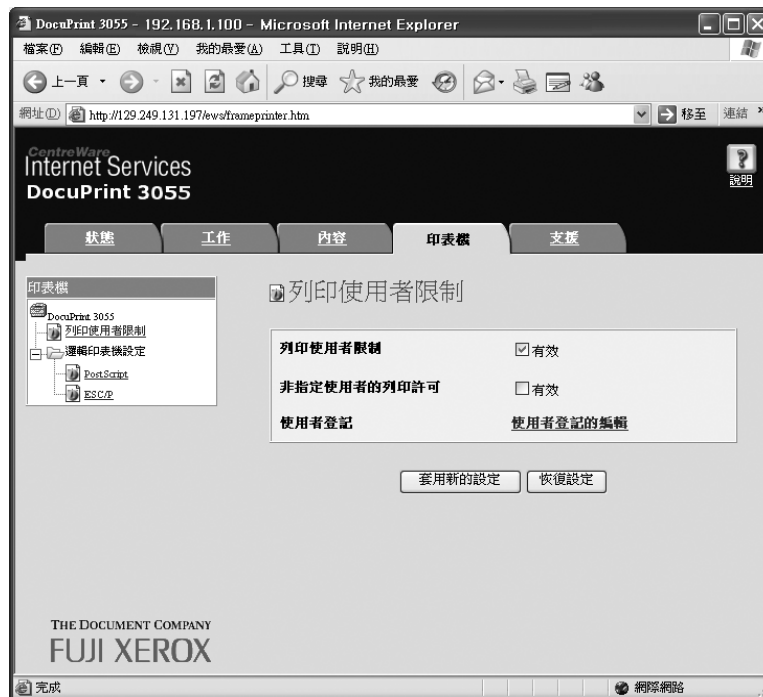 DocuPrint 3055 - 192.168.1.100 - Microsoft Internet Explorer
檔案(F) 編輯(E) 檢視(V) 我的最愛(A) 工具(T) 說明(H)
上一頁 搜尋 我的最愛
網址(D) http://129.249.131.197/ews/frameprinter.htm 移至 連結 »
CentreWare
Internet Services
DocuPrint 3055
說明
狀態 工作 內容 印表機 支援
印表機
DocuPrint 3055
列印使用者限制
邏輯印表機設定
PostScript
ESC/P
列印使用者限制
列印使用者限制 有效
非指定使用者的列印許可 有效
使用者登記 使用者登記的編輯
套用新的設定 恢復設定
THE DOCUMENT COMPANY
FUJI XEROX
完成 網際網路